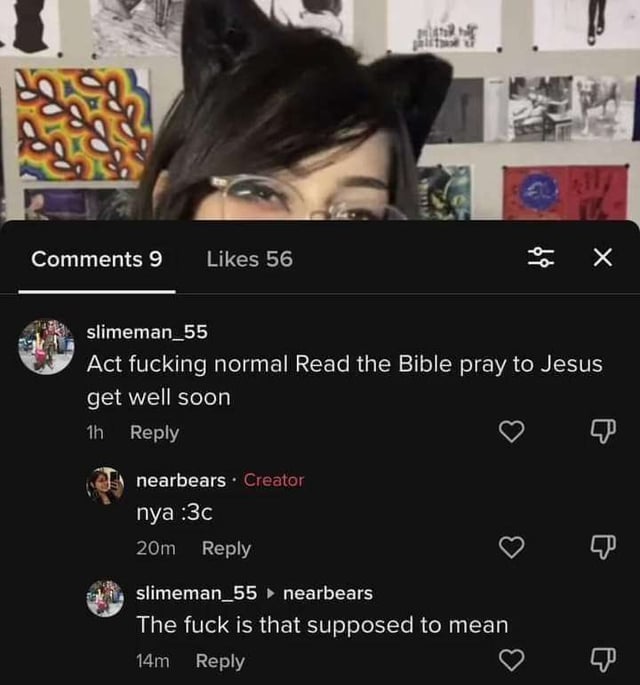 Comments 9
Likes 56
slimeman_55
Act fucking normal Read the Bible pray to Jesus
get well soon
1h Reply
nearbears · Creator
nya :3c
20m Reply
slimeman_55 ▸ nearbears
The fuck is that supposed to mean
14m Reply